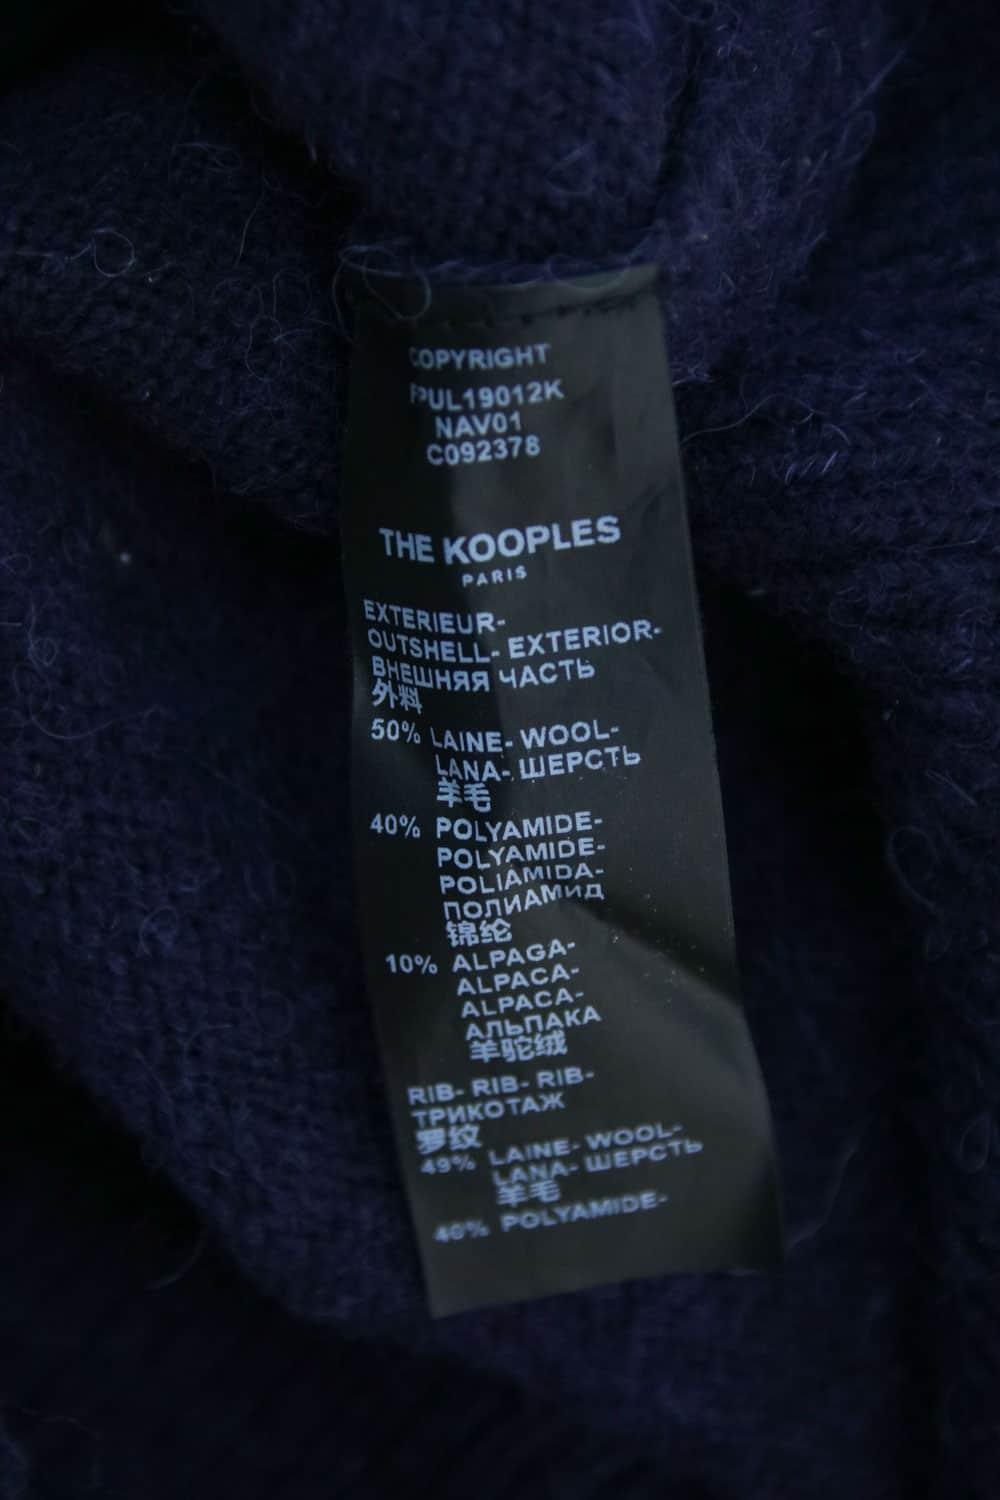 COPYRIGHT
FPUL19012K
NAV01
C092378
THE KOOPLES
PARIS
EXTERIEUR-
OUTSHELL- EXTERIOR-
ВНЕШНЯЯ ЧАСТЬ
外料
50% LAINE- WOOL-
LANA- ШЕРСТЬ
羊毛
40% POLYAMIDE-
POLYAMIDE-
POLIAMIDA-
ПОЛИАМИД
锦纶
10% ALPAGA-
ALPACA-
ALPACA-
АЛЬПАКА
羊驼绒
RIB- RIB- RIB-
ТРИКОТАЖ
罗纹
49% LAINE- WOOL-
LANA- ШЕРСТЬ
羊毛
40% POLYAMIDE-